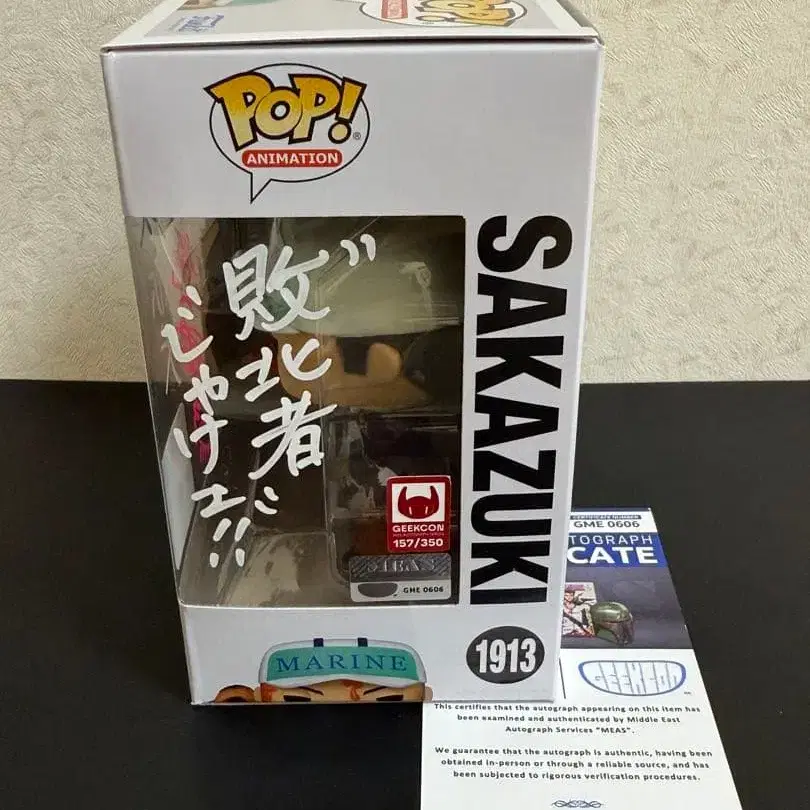 POP!
ANIMATION
"敗北者
じゃけェ"!!
SAKAZUKI
1913
GEEKCON
157/350
MEAS
GME 0606
MARINE
CERTIFICATE NUMBER
GME 0606
TOGRAPH
CATE
This certifies that the autograph appearing on this item has
been examined and authenticated by Middle East
Autograph Services "MEAS".
We guarantee that the autograph is authentic, having been
obtained in-person or through a reliable source, and has
been subjected to rigorous verification procedures.